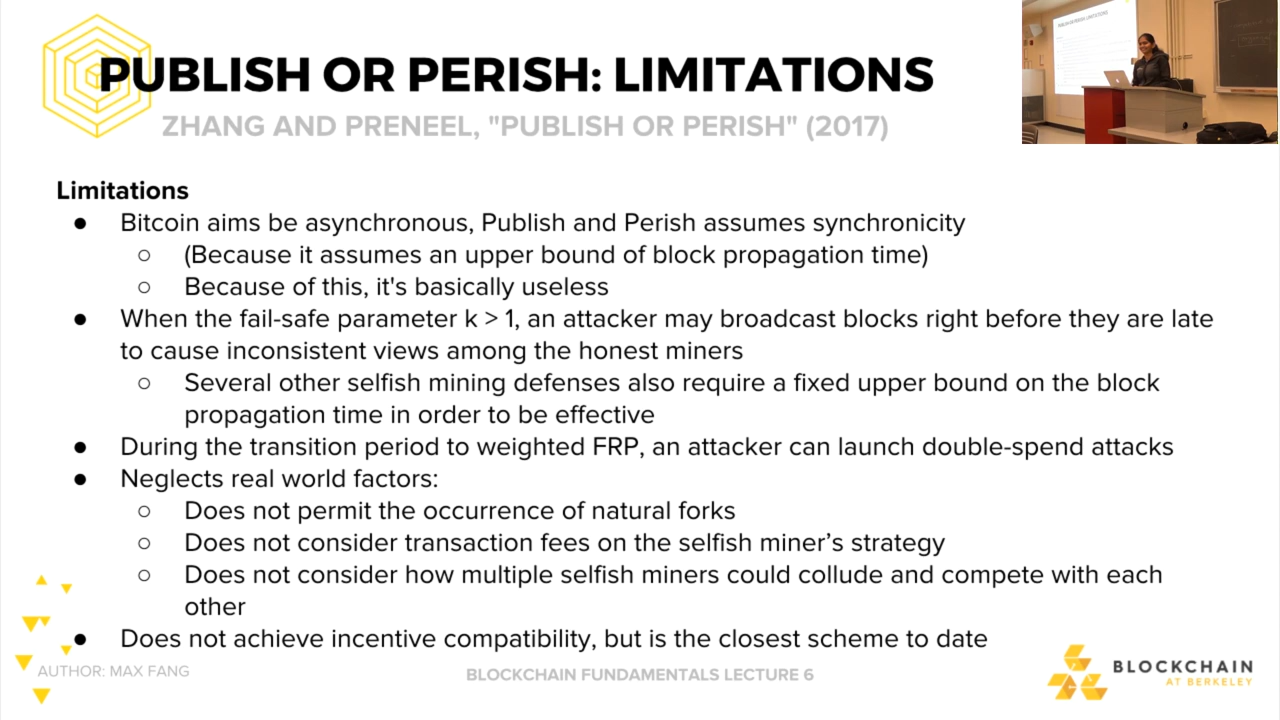 PUBLISH OR PERISH: LIMITATIONS
ZHANG AND PRENEEL, "PUBLISH OR PERISH" (2017)
Limitations
● Bitcoin aims be asynchronous, Publish and Perish assumes synchronicity
○ (Because it assumes an upper bound of block propagation time)
○ Because of this, it's basically useless
● When the fail-safe parameter k > 1, an attacker may broadcast blocks right before they are late
to cause inconsistent views among the honest miners
○ Several other selfish mining defenses also require a fixed upper bound on the block
propagation time in order to be effective
● During the transition period to weighted FRP, an attacker can launch double-spend attacks
● Neglects real world factors:
○ Does not permit the occurrence of natural forks
○ Does not consider transaction fees on the selfish miner’s strategy
○ Does not consider how multiple selfish miners could collude and compete with each
other
● Does not achieve incentive compatibility, but is the closest scheme to date
AUTHOR: MAX FANG
BLOCKCHAIN FUNDAMENTALS LECTURE 6
BLOCKCHAIN
AT BERKELEY